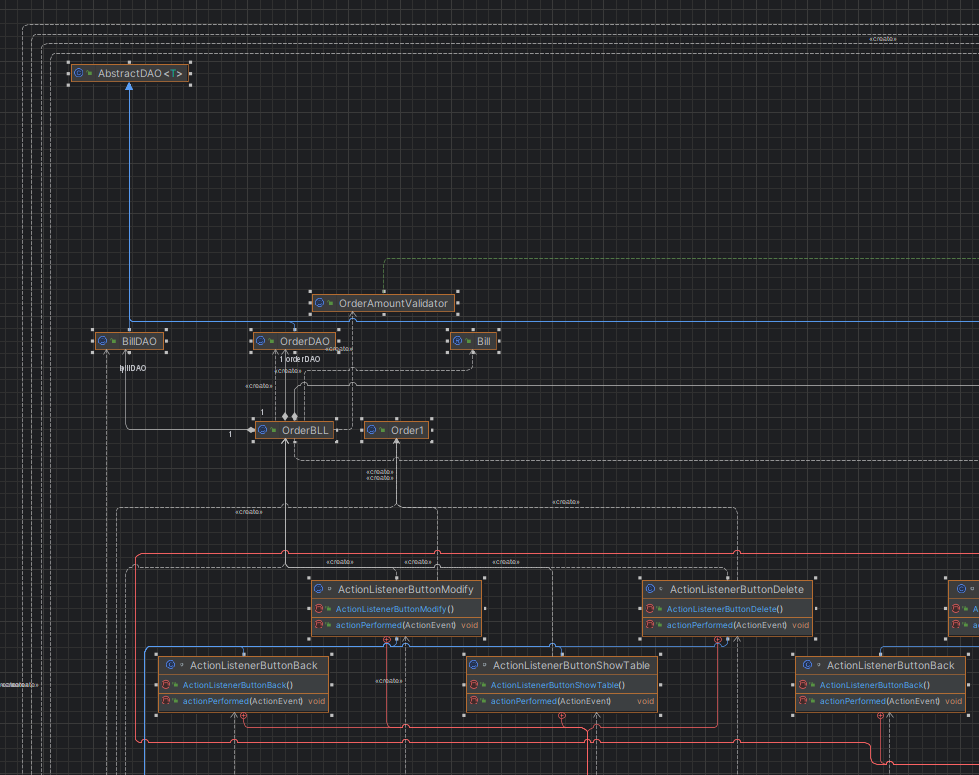 «create»
AbstractDAO<T>
OrderAmountValidator
BillDAO
OrderDAO
Bill
«create»
1 orderDAO
billDAO
«create»
«create»
1
1
OrderBLL
Order1
«create»
«create»
«create»
«create»
«create»
«create»
«create»
ActionListenerButtonModify
ActionListenerButtonModify()
actionPerformed(ActionEvent) void
ActionListenerButtonDelete
ActionListenerButtonDelete()
actionPerformed(ActionEvent) void
ActionListenerButtonBack
ActionListenerButtonBack()
actionPerformed(ActionEvent) void
«create»
ActionListenerButtonShowTable
ActionListenerButtonShowTable()
actionPerformed(ActionEvent) void
ActionListenerButtonBack
ActionListenerButtonBack()
actionPerformed(ActionEvent) void